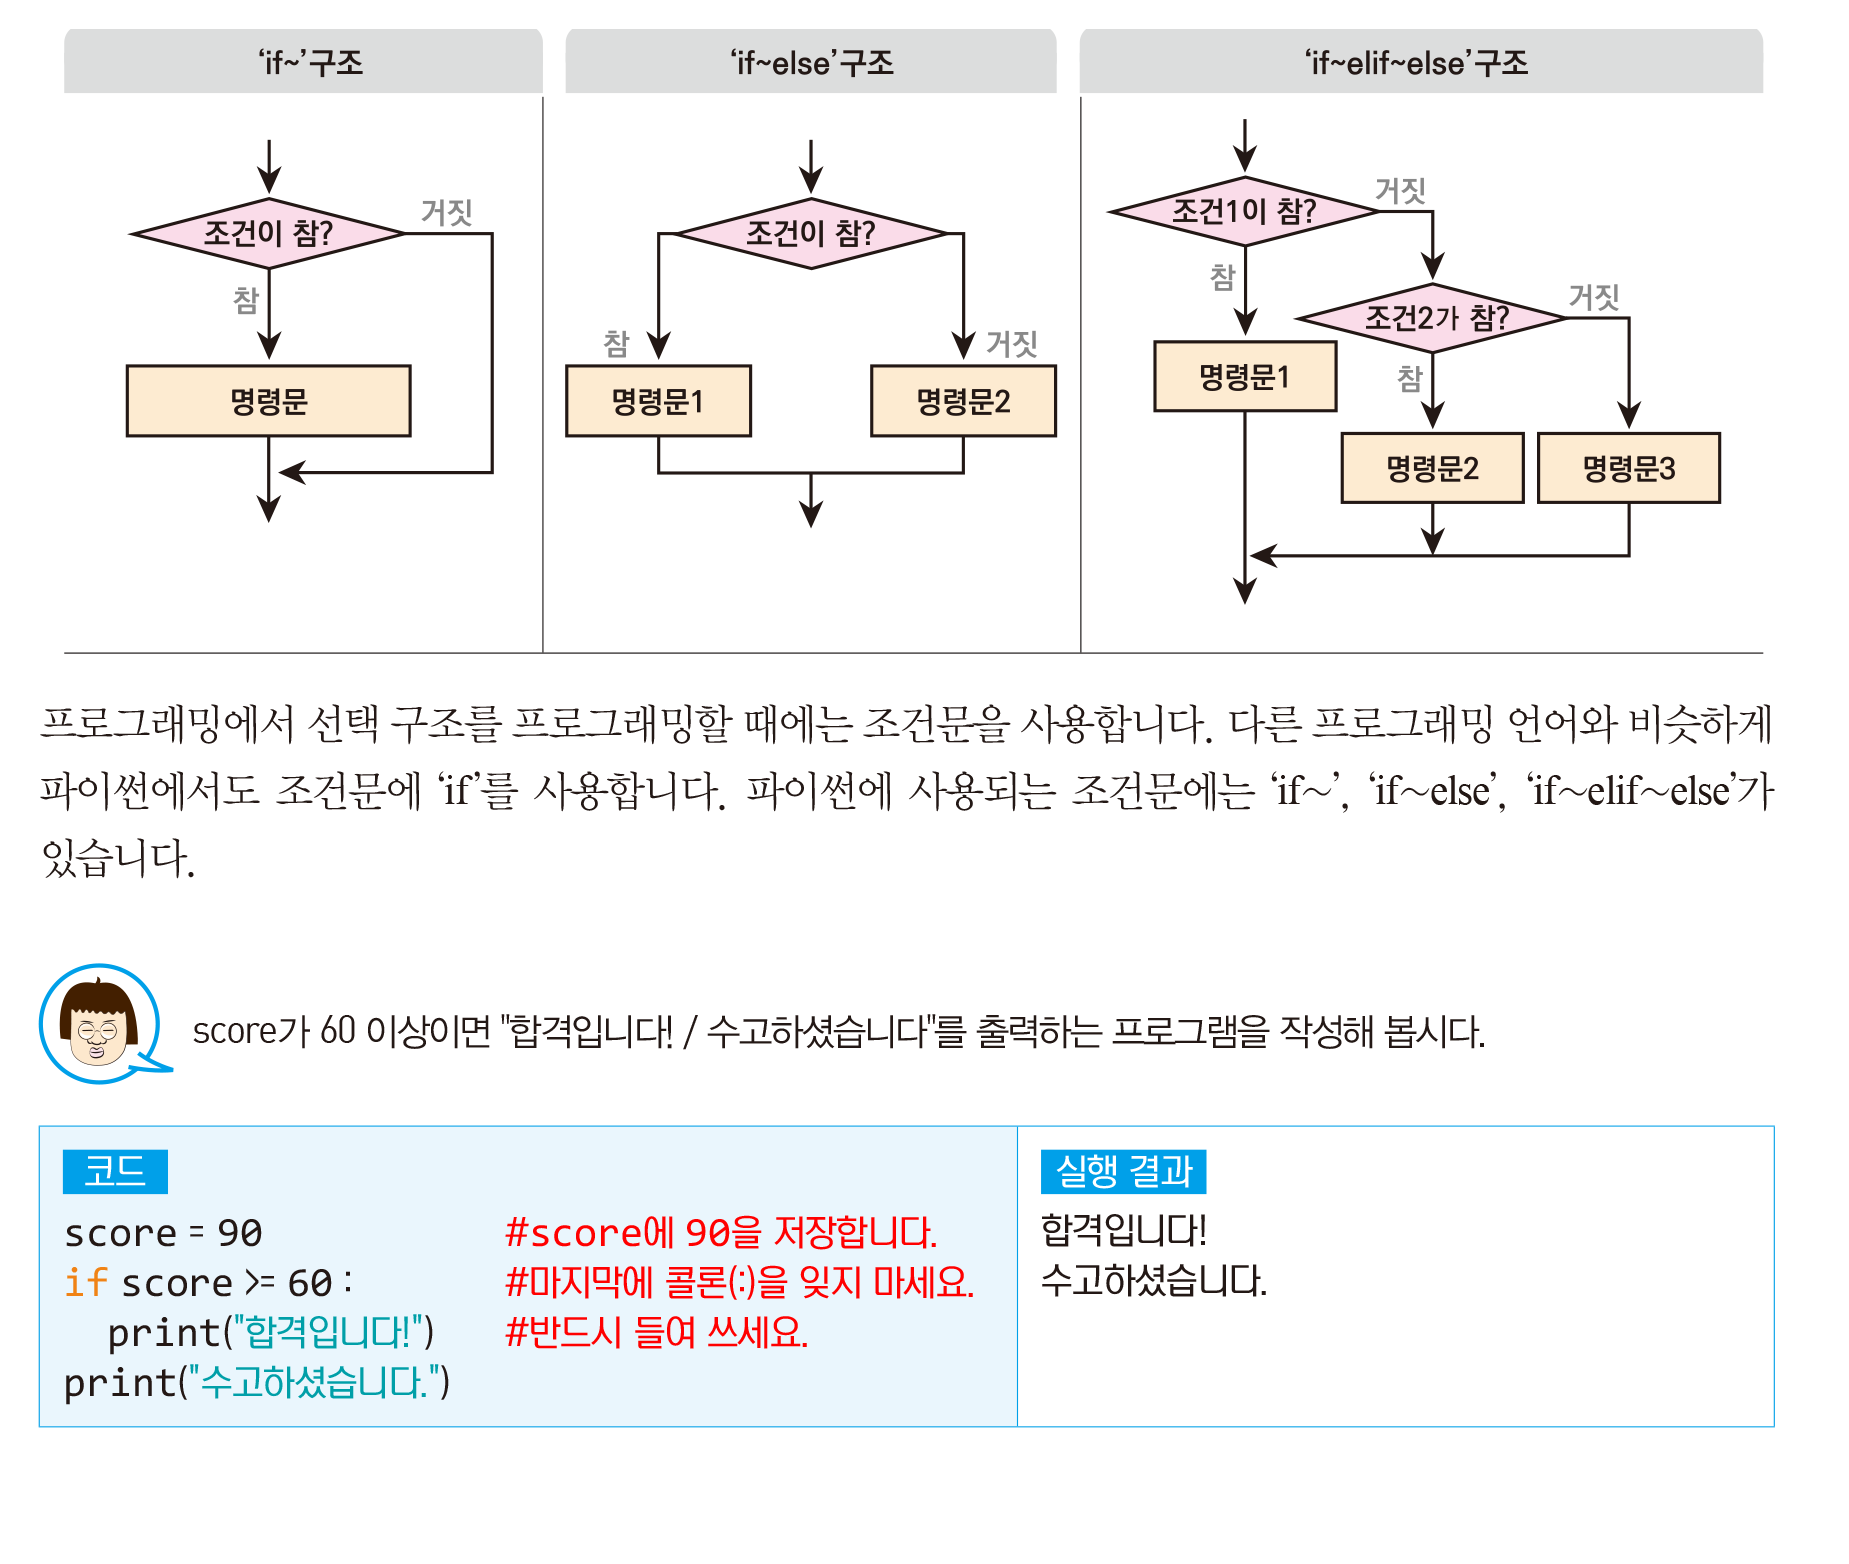 ‘if~’구조
‘if~else’구조
‘if~elif~else’구조
조건이 참?
거짓
참
명령문
조건이 참?
참
거짓
명령문1
명령문2
조건1이 참?
거짓
참
조건2가 참?
거짓
명령문1
참
명령문2
명령문3
프로그래밍에서 선택 구조를 프로그래밍할 때에는 조건문을 사용합니다. 다른 프로그래밍 언어와 비슷하게
파이썬에서도 조건문에 ‘if’를 사용합니다. 파이썬에 사용되는 조건문에는 ‘if~’, ‘if~else’, ‘if~elif~else’가
있습니다.
score가 60 이상이면 "합격입니다! / 수고하셨습니다"를 출력하는 프로그램을 작성해 봅시다.
코드
score = 90 #score에 90을 저장합니다.
if score >= 60 : #마지막에 콜론(:)을 잊지 마세요.
print("합격입니다!") #반드시 들여 쓰세요.
print("수고하셨습니다.")
실행 결과
합격입니다!
수고하셨습니다.